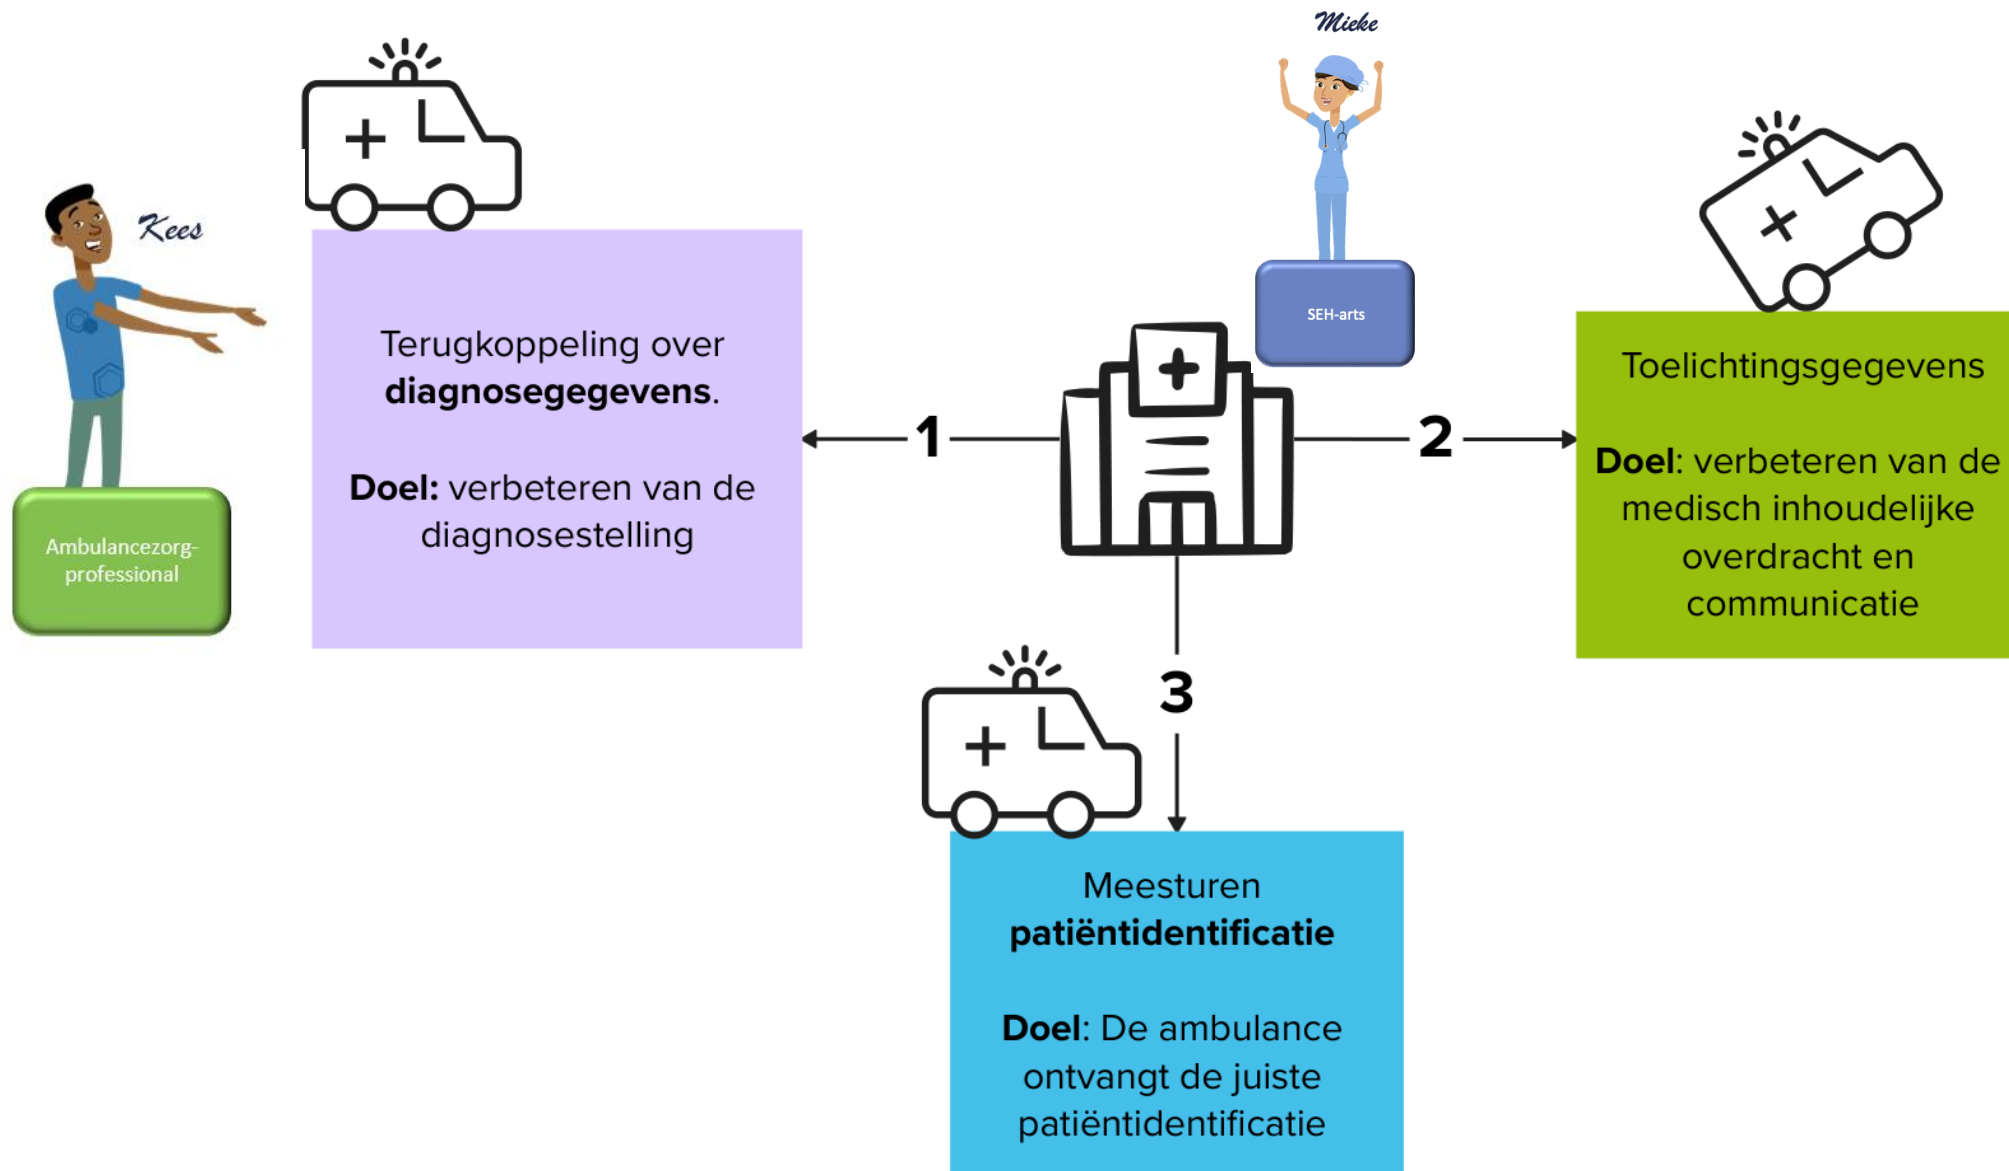 Mieke
Kees
Ambulancezorg-
professional
Terugkoppeling over
diagnosegegevens.
Doel: verbeteren van de
diagnosestelling
1
SEH-arts
2
Toelichtingsgegevens
Doel: verbeteren van de
medisch inhoudelijke
overdracht en
communicatie
3
Meesturen
patiëntidentificatie
Doel: De ambulance
ontvangt de juiste
patiëntidentificatie